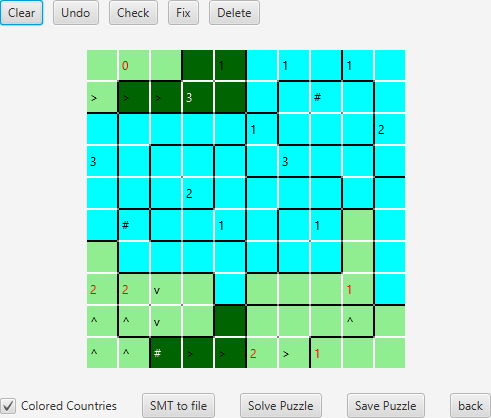 Clear Undo Check Fix Delete
0 1 1 1
> > > 3 #
1 2
3 3
2
# 1 1
2 2 v 1
^ ^ v ^
^ ^ # > > 2 > 1
Colored Countries SMT to file Solve Puzzle Save Puzzle back